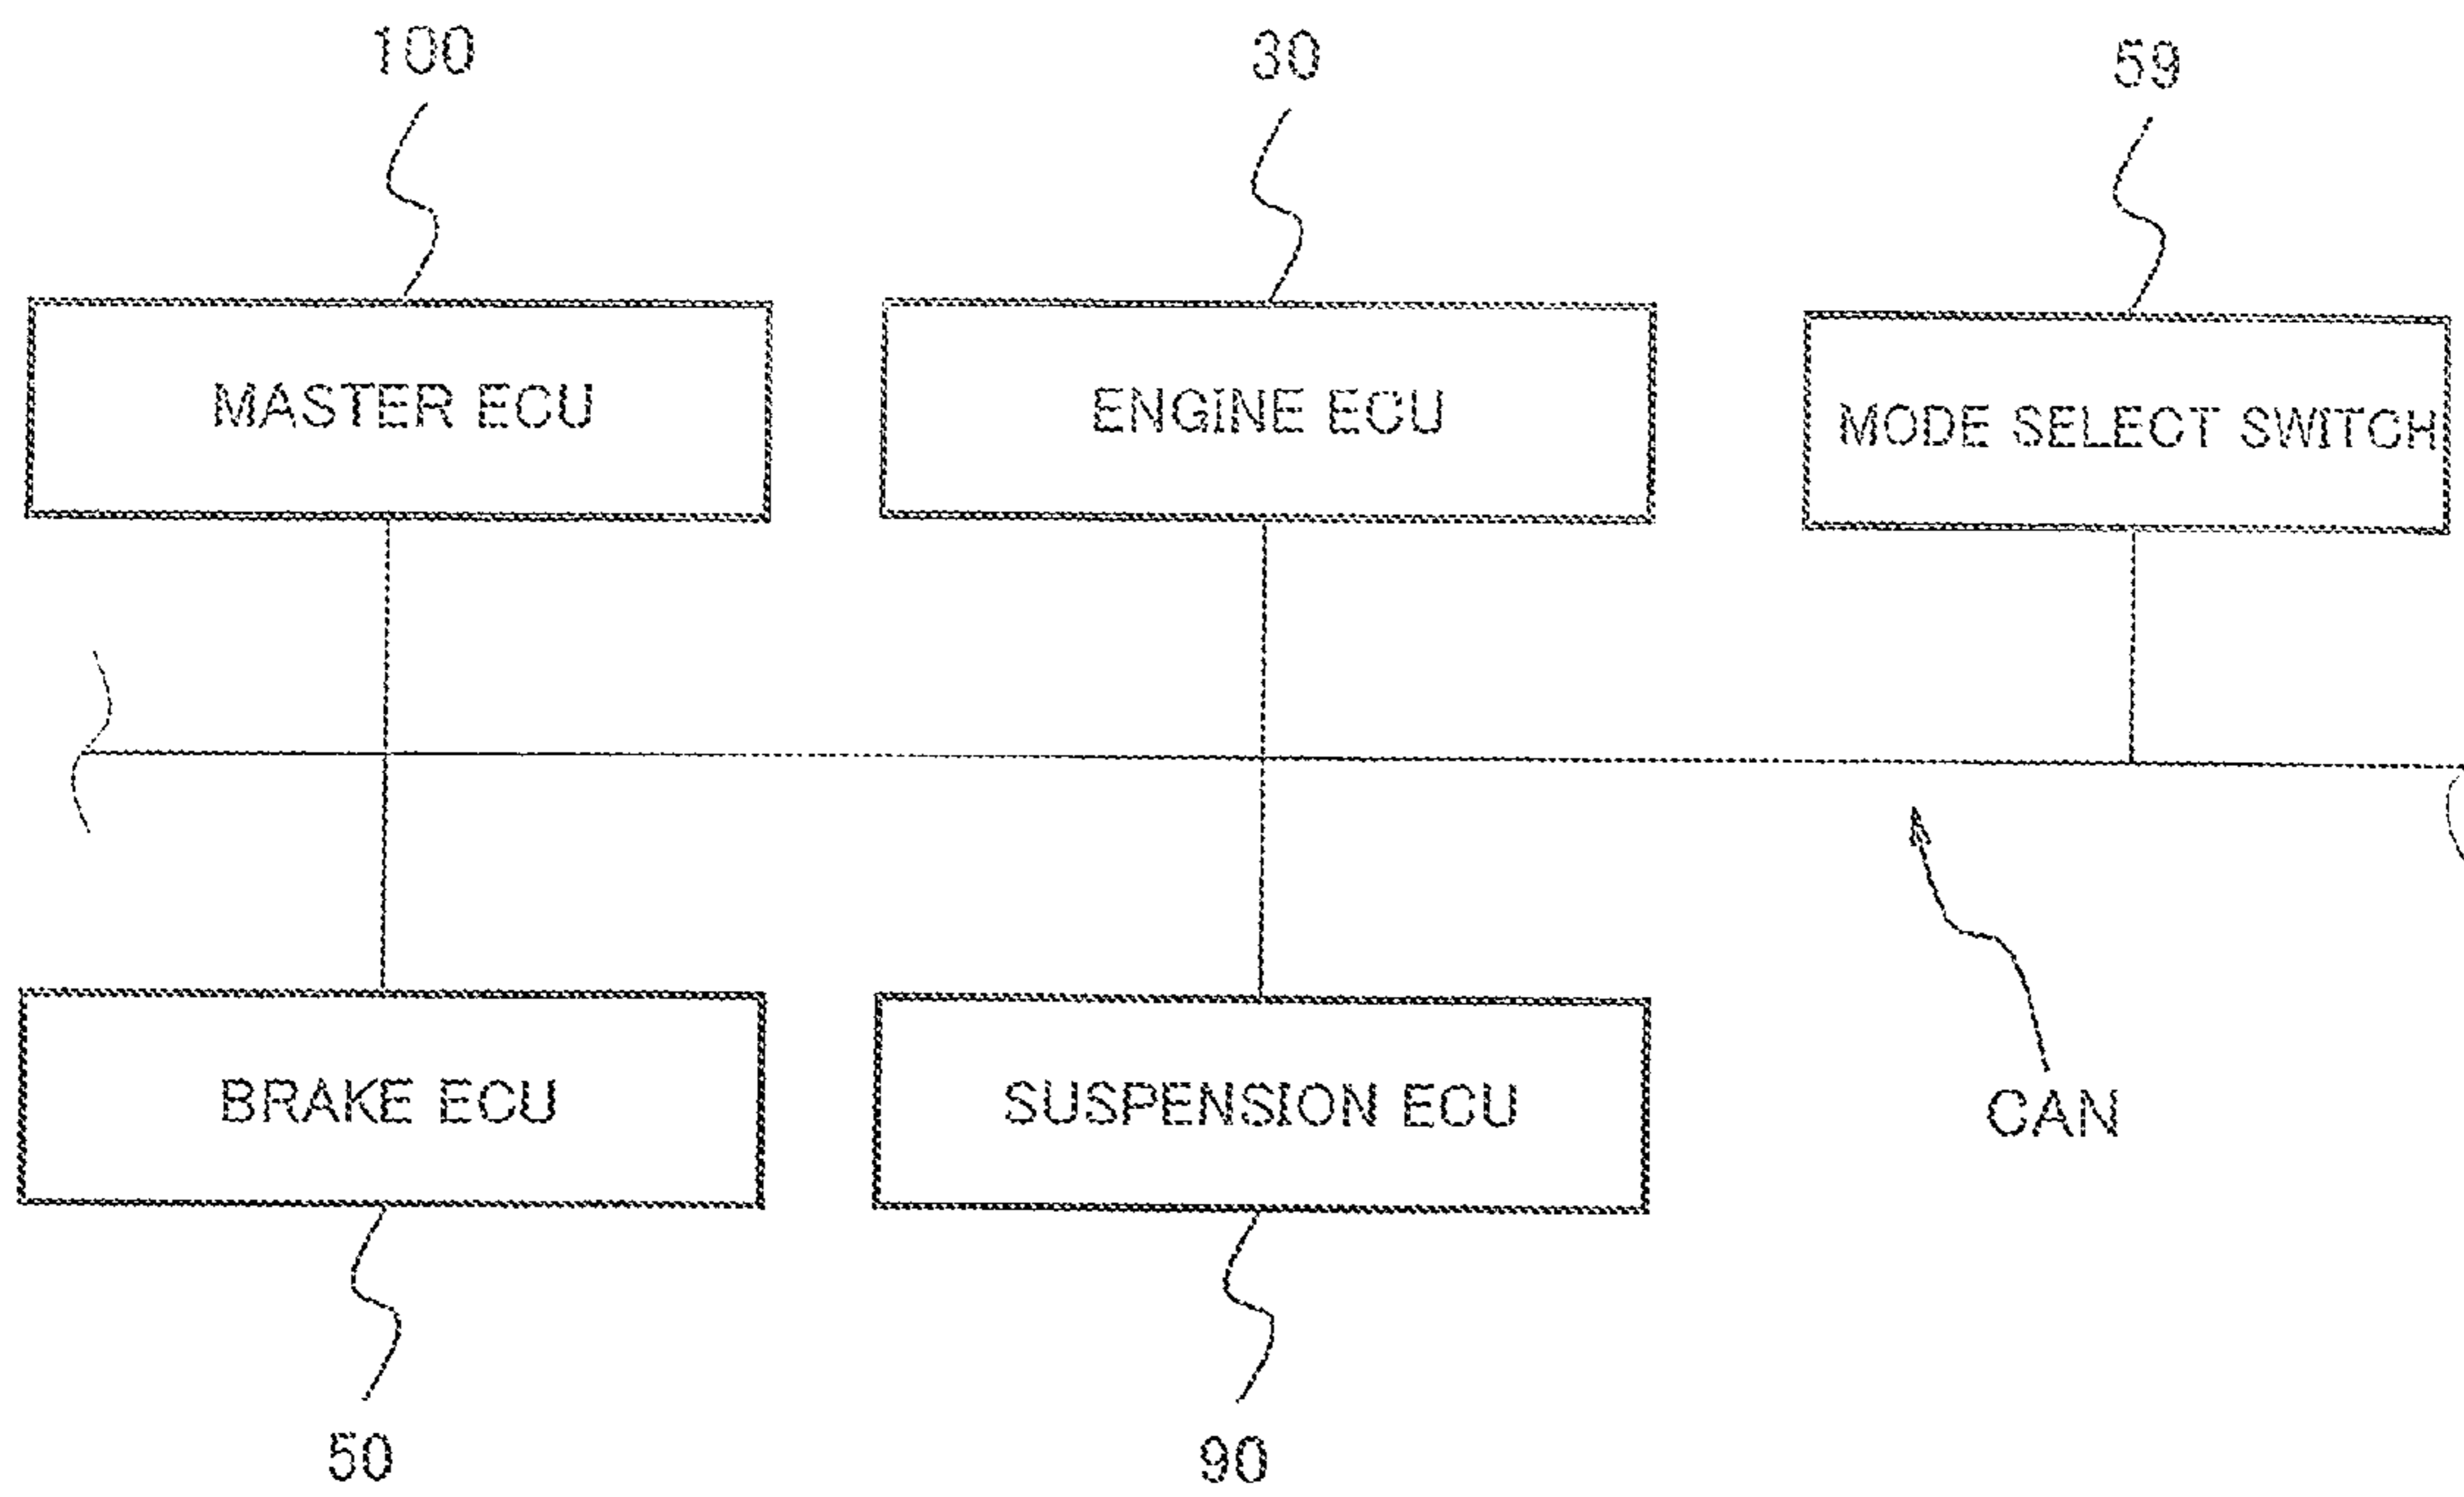 100
30
59
MASTER ECU
ENGINE ECU
MODE SELECT SWITCH
BRAKE ECU
SUSPENSION ECU
CAN
50
90